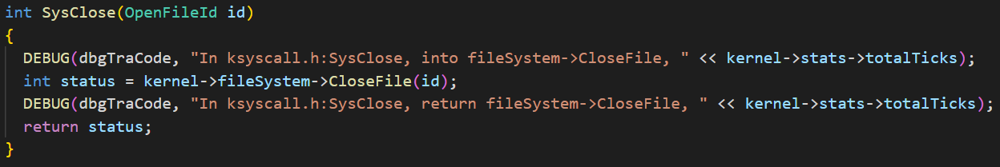 int SysClose(OpenFileId id)
{
  DEBUG(dbgTraCode, "In ksyscall.h:SysClose, into fileSystem->CloseFile, " << kernel->stats->totalTicks);
  int status = kernel->fileSystem->CloseFile(id);
  DEBUG(dbgTraCode, "In ksyscall.h:SysClose, return fileSystem->CloseFile, " << kernel->stats->totalTicks);
  return status;
}